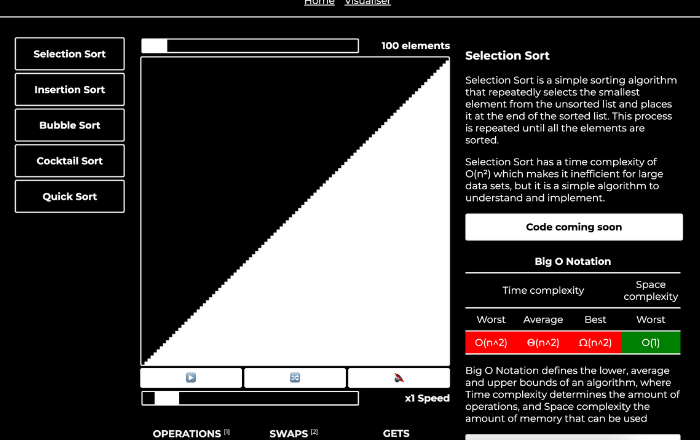 Home Visualiser
Selection Sort
Insertion Sort
Bubble Sort
Cocktail Sort
Quick Sort
100 elements
x1 Speed
OPERATIONS [1] SWAPS [2] GETS
Selection Sort
Selection Sort is a simple sorting algorithm
that repeatedly selects the smallest
element from the unsorted list and places
it at the end of the sorted list. This process
is repeated until all the elements are
sorted.
Selection Sort has a time complexity of
O(n²) which makes it inefficient for large
data sets, but it is a simple algorithm to
understand and implement.
Code coming soon
Big O Notation
Time complexity Space
complexity
Worst Average Best Worst
O(n^2) Θ(n^2) Ω(n^2) O(1)
Big O Notation defines the lower, average
and upper bounds of an algorithm, where
Time complexity determines the amount of
operations, and Space complexity the
amount of memory that can be used